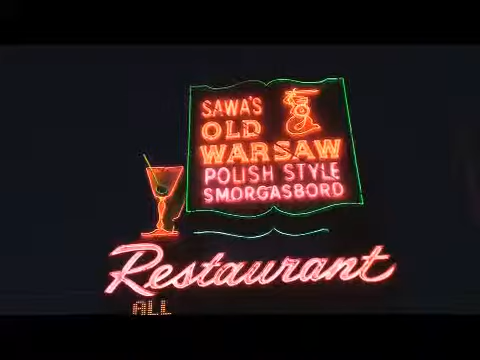 SAWA'S
OLD
WARSAW
POLISH STYLE
SMORGASBORD
Restaurant
ALL